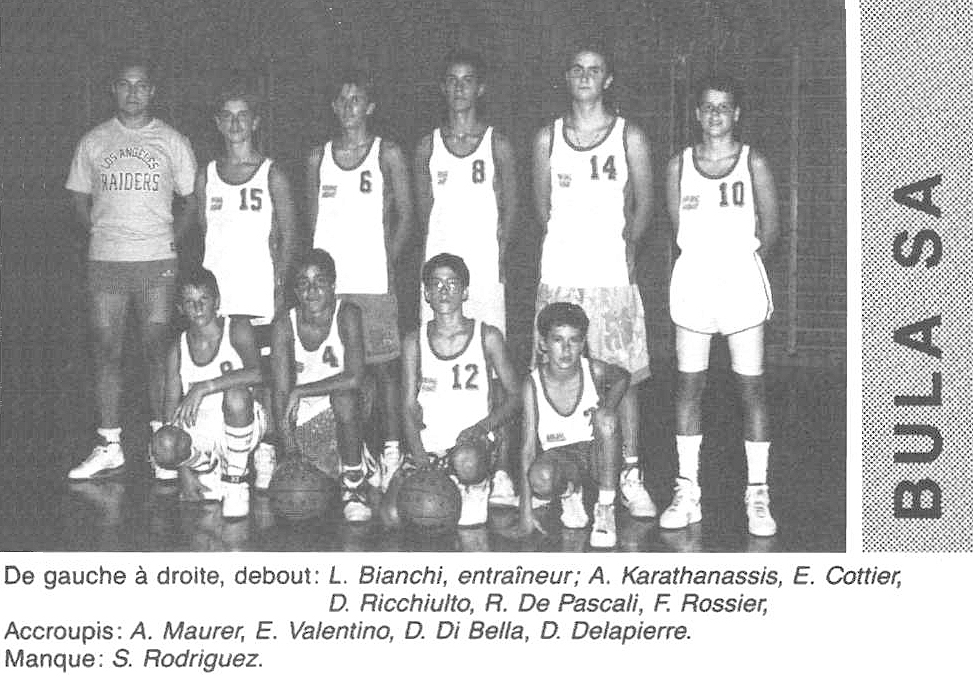 LOS ANGELES
RAIDERS
15
6
8
14
10
4
12
BULA SA
De gauche à droite, debout: L. Bianchi, entraîneur; A. Karathanassis, E. Cottier,
D. Ricchiulto, R. De Pascali, F. Rossier,
Accroupis: A. Maurer, E. Valentino, D. Di Bella, D. Delapierre.
Manque: S. Rodriguez.